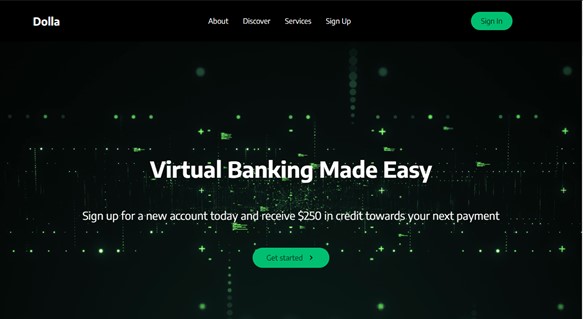 Dolla
About Discover Services Sign Up
Sign In
Virtual Banking Made Easy
Sign up for a new account today and receive $250 in credit towards your next payment
Get started